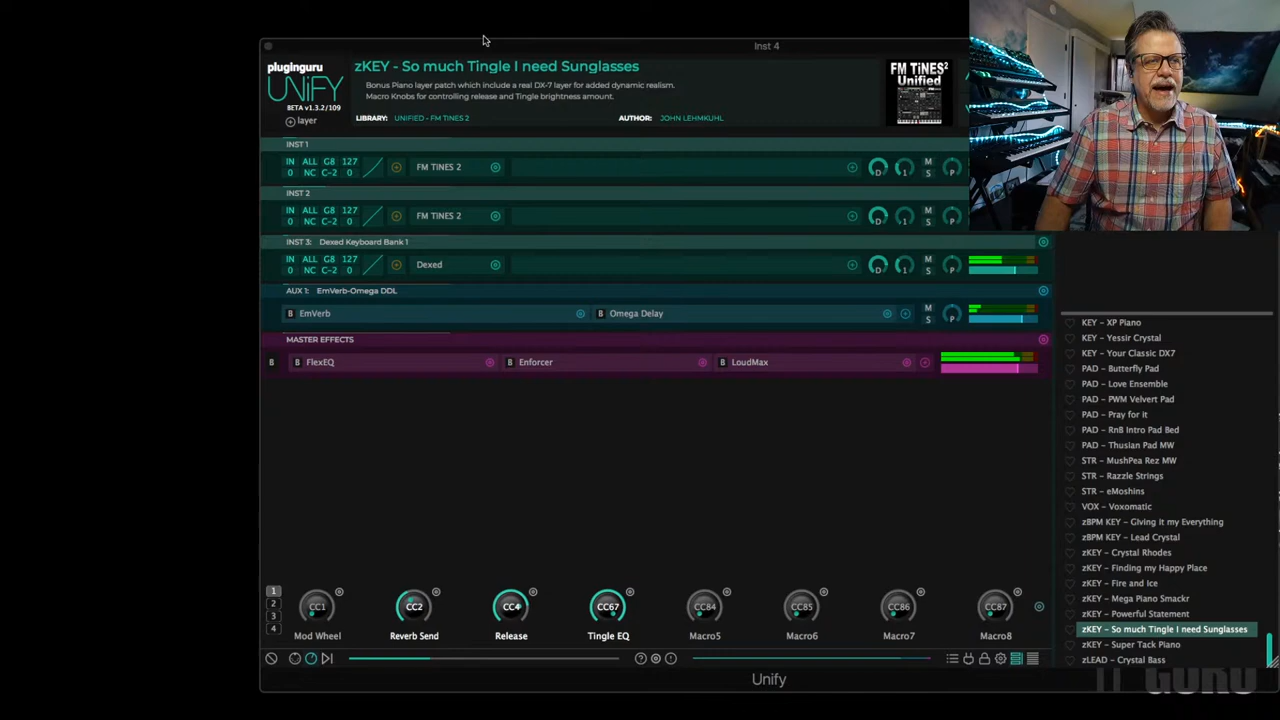 Inst 4
pluginguru
UNIFY
BETA v1.3.2/109
layer
zKEY - So much Tingle I need Sunglasses
Bonus Piano layer patch which include a real DX-7 layer for added dynamic realism.
Macro Knobs for controlling release and Tingle brightness amount.
LIBRARY: UNIFIED - FM TINES 2
AUTHOR: JOHN LEHMKUHL
FM TiNES²
Unified
INST 1
IN ALL G8 127
0 NC C-2 0
FM TINES 2
D 1 M S P
INST 2
IN ALL G8 127
0 NC C-2 0
FM TINES 2
D 1 M S P
INST 3: Dexed Keyboard Bank 1
IN ALL G8 127
0 NC C-2 0
Dexed
D 1 M S P
AUX 1: EmVerb-Omega DDL
B EmVerb B Omega Delay M S P
MASTER EFFECTS
B B FlexEQ B Enforcer B LoudMax
KEY - XP Piano
KEY - Yessir Crystal
KEY - Your Classic DX7
PAD - Butterfly Pad
PAD - Love Ensemble
PAD - PWM Velvert Pad
PAD - Pray for it
PAD - RnB Intro Pad Bed
PAD - Thusian Pad MW
STR - MushPea Rez MW
STR - Razzle Strings
STR - eMoshins
VOX - Voxomatic
zBPM KEY - Giving it my Everything
zBPM KEY - Lead Crystal
zKEY - Crystal Rhodes
zKEY - Finding my Happy Place
zKEY - Fire and Ice
zKEY - Mega Piano Smackr
zKEY - Powerful Statement
zKEY - So much Tingle I need Sunglasses
zKEY - Super Tack Piano
zLEAD - Crystal Bass
1
2
3
4
CC1 CC2 CC4 CC67 CC84 CC85 CC86 CC87
Mod Wheel Reverb Send Release Tingle EQ Macro5 Macro6 Macro7 Macro8
Unify
GURU